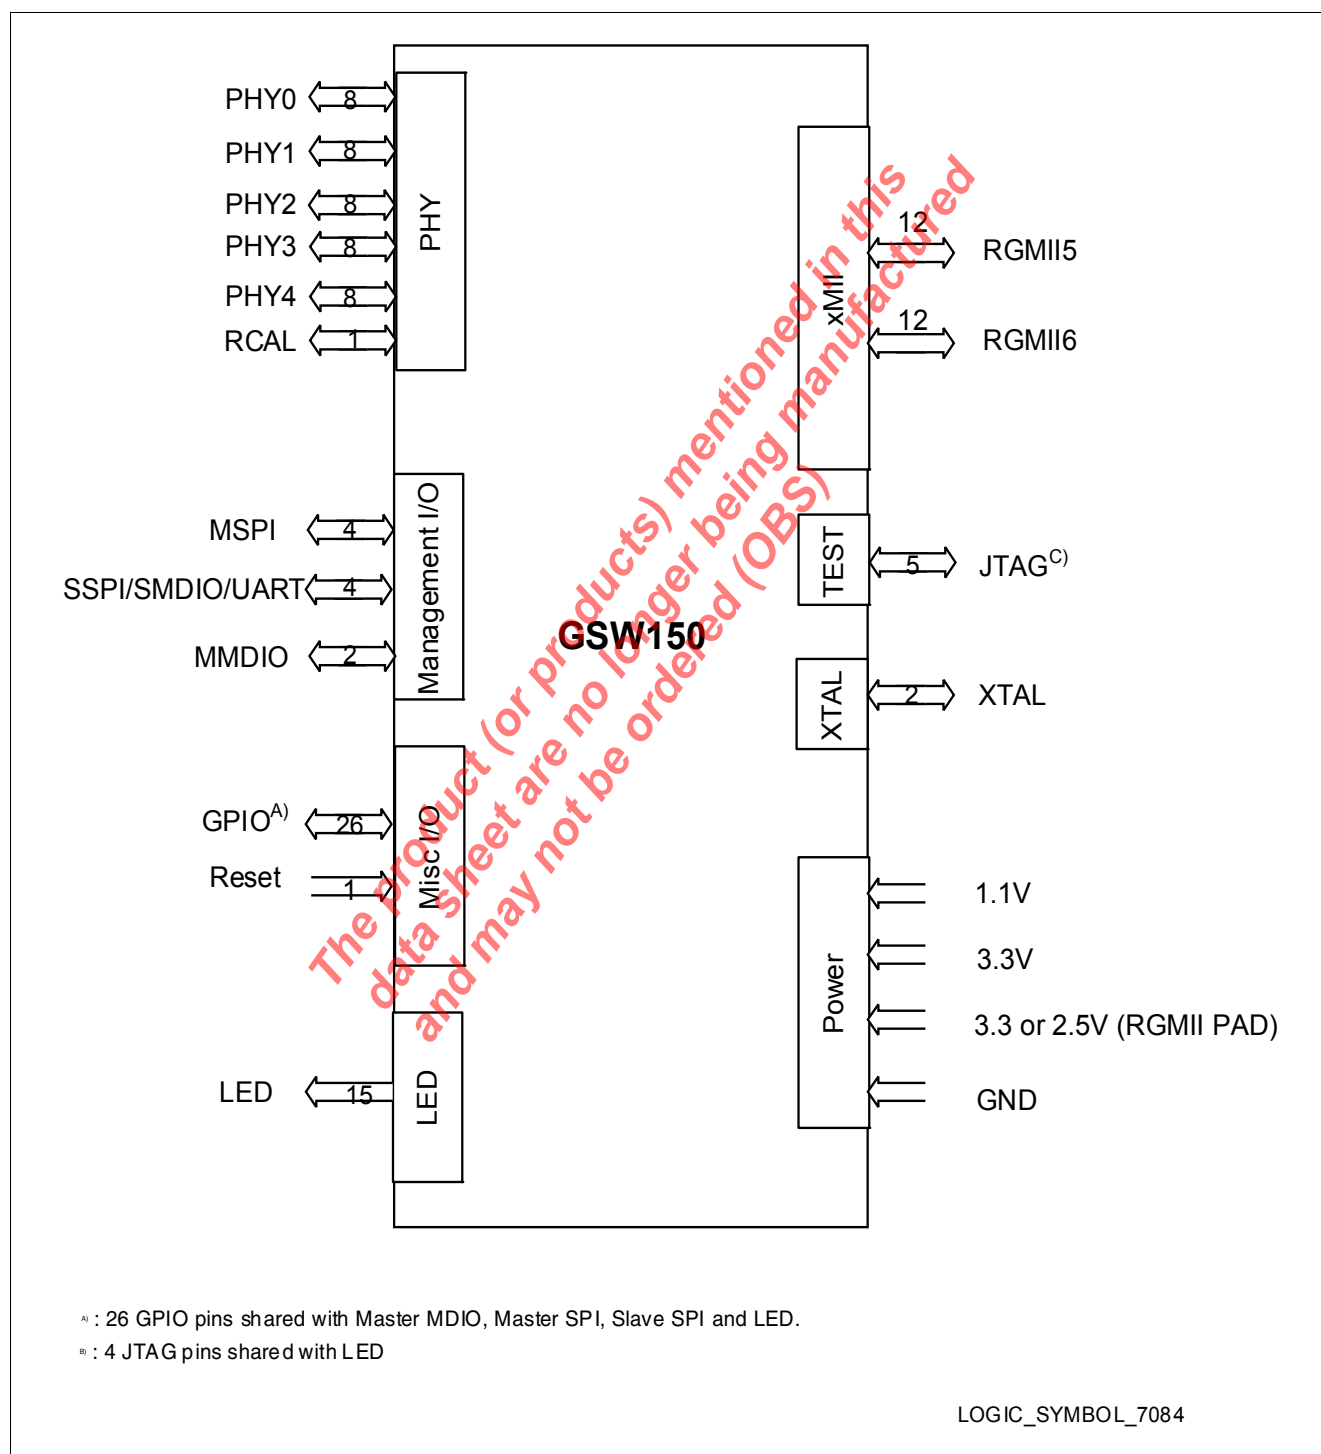 PHY0 8
PHY1 8
PHY2 8
PHY3 8
PHY4 8
RCAL 1
PHY
MSPI 4
SSPI/SMDIO/UART 4
MMDIO 2
Management I/O
GPIOA) 26
Reset 1
Misc I/O
LED 15
LED
GSW150
xMII
12
RGMII5
12
RGMII6
TEST
5 JTAGC)
XTAL
2 XTAL
Power
1.1V
3.3V
3.3 or 2.5V (RGMII PAD)
GND
The product (or products) mentioned in this
data sheet are no longer being manufactured
and may not be ordered (OBS)
A) : 26 GPIO pins shared with Master MDIO, Master SPI, Slave SPI and LED.
B) : 4 JTAG pins shared with LED
LOGIC_SYMBOL_7084